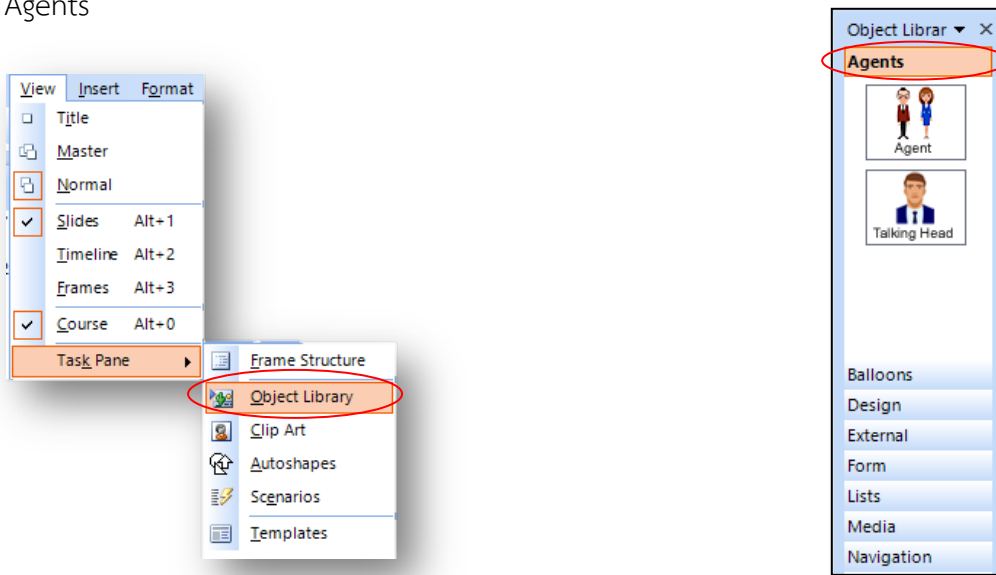 Agents
View Insert Format
Title
Master
Normal
Slides Alt+1
Timeline Alt+2
Frames Alt+3
Course Alt+0
Task Pane
Frame Structure
Object Library
Clip Art
Autoshapes
Scenarios
Templates
Object Librar
Agents
Agent
Talking Head
Balloons
Design
External
Form
Lists
Media
Navigation